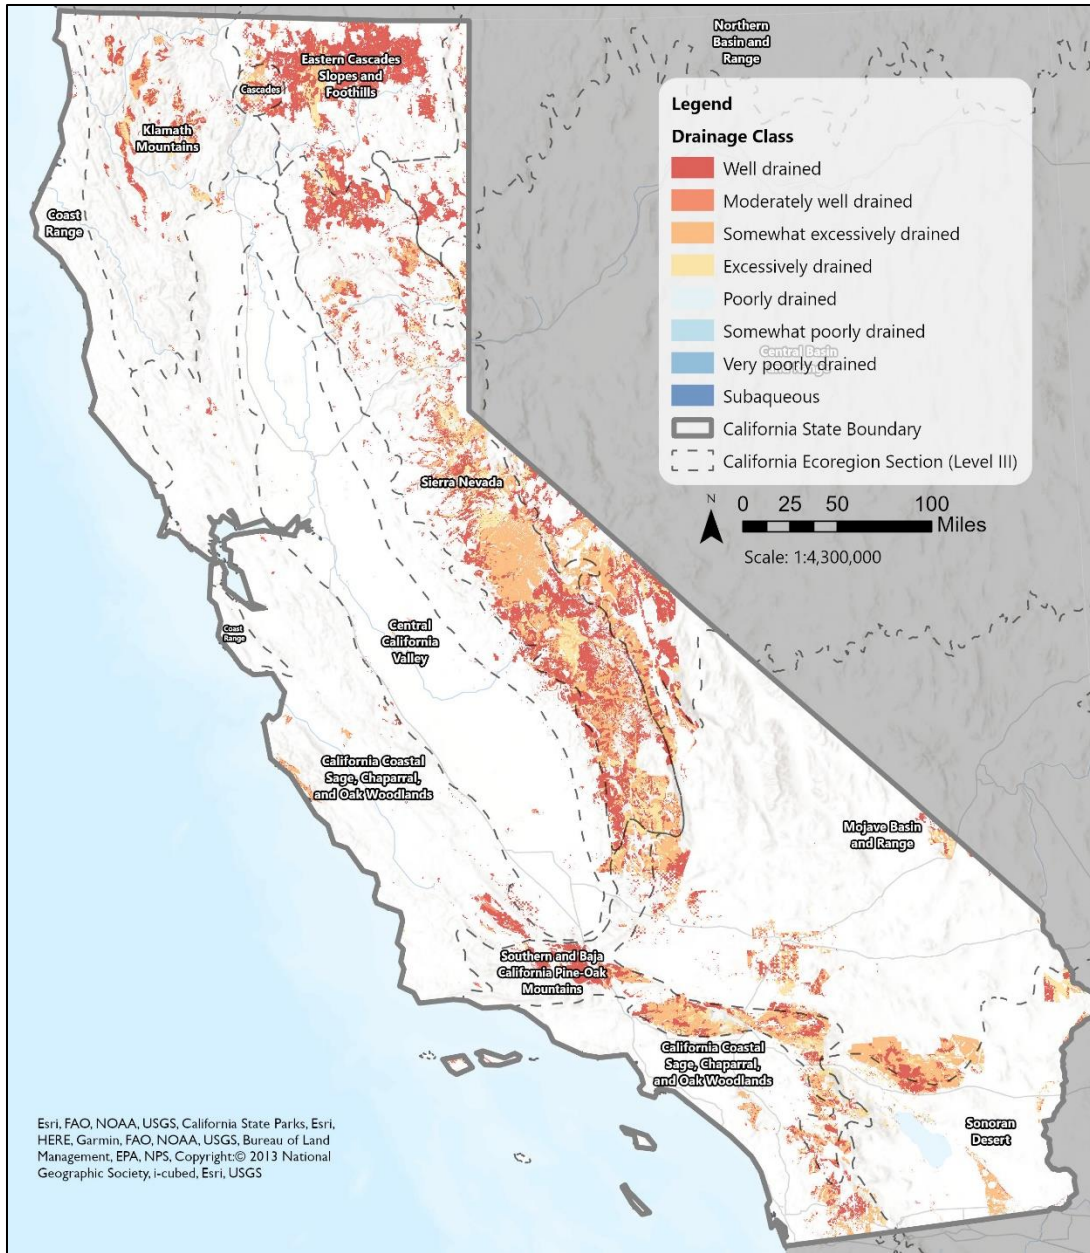 Northern
Basin and
Range
Eastern Cascades
Slopes and
Foothills
Cascades
Klamath
Mountains
Coast
Range
Legend
Drainage Class
Well drained
Moderately well drained
Somewhat excessively drained
Excessively drained
Poorly drained
Somewhat poorly drained
Very poorly drained
Subaqueous
California State Boundary
California Ecoregion Section (Level III)
Central Basin
N
0 25 50 100
Miles
Scale: 1:4,300,000
Sierra Nevada
Coast
Range
Central
California
Valley
California Coastal
Sage, Chaparral,
and Oak Woodlands
Mojave Basin
and Range
Southern and Baja
California Pine-Oak
Mountains
California Coastal
Sage, Chaparral,
and Oak Woodlands
Sonoran
Desert
Esri, FAO, NOAA, USGS, California State Parks, Esri,
HERE, Garmin, FAO, NOAA, USGS, Bureau of Land
Management, EPA, NPS, Copyright:© 2013 National
Geographic Society, i-cubed, Esri, USGS